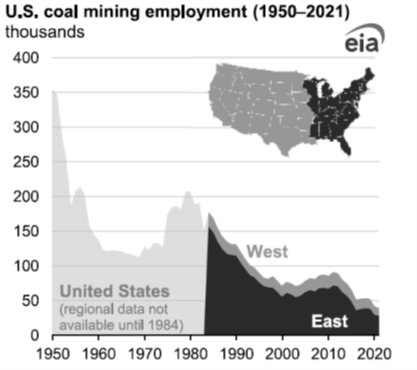 U.S. coal mining employment (1950–2021)
thousands
eia
400
350
300
250
200
150
100
50
0
West
United States
(regional data not
available until 1984)
East
1950 1960 1970 1980 1990 2000 2010 2020